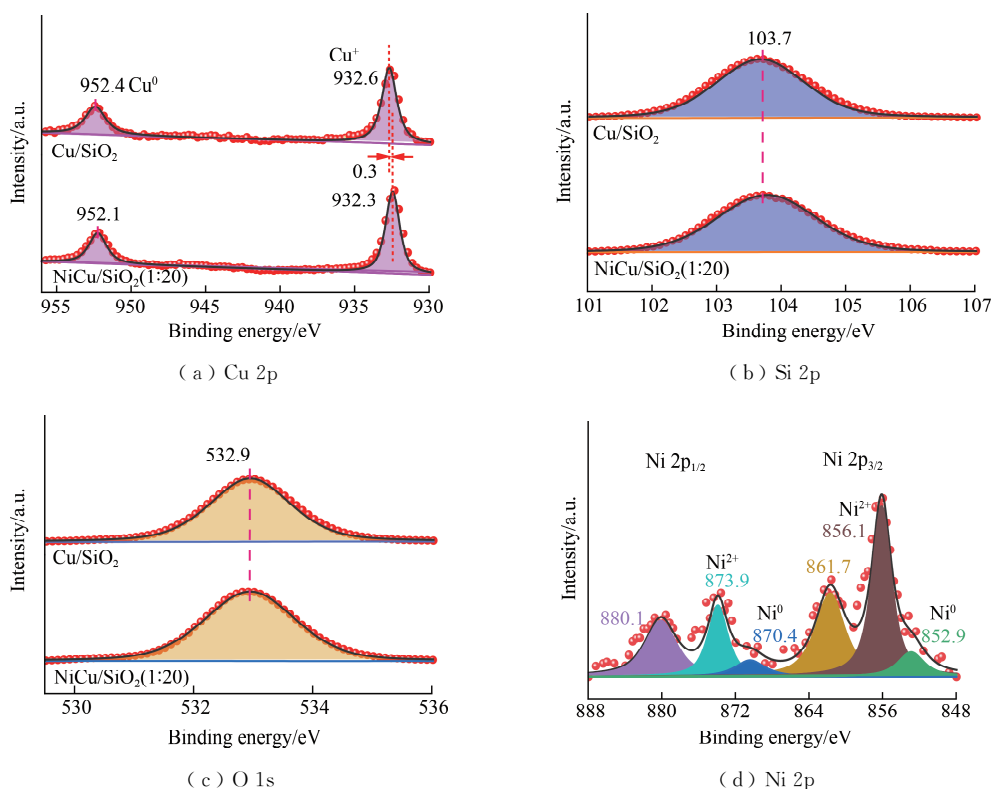 Intensity/a.u.
952.4 Cu⁰
Cu⁺
932.6
Cu/SiO₂
0.3
932.3
952.1
NiCu/SiO₂(1∶20)
955 950 945 940 935 930
Binding energy/eV
（a）Cu 2p
Intensity/a.u.
103.7
Cu/SiO₂
NiCu/SiO₂(1∶20)
101 102 103 104 105 106 107
Binding energy/eV
（b）Si 2p
Intensity/a.u.
532.9
Cu/SiO₂
NiCu/SiO₂(1∶20)
530 532 534 536
Binding energy/eV
（c）O 1s
Intensity/a.u.
Ni 2p₁/₂
Ni 2p₃/₂
Ni²⁺
856.1
Ni²⁺
873.9
861.7
880.1
Ni⁰
870.4
Ni⁰
852.9
888 880 872 864 856 848
Binding energy/eV
（d）Ni 2p